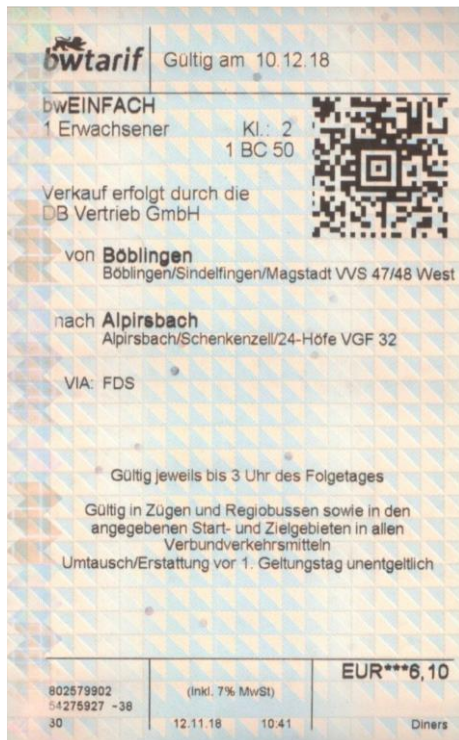 bwtarif
Gültig am 10.12.18
bwEINFACH
1 Erwachsener Kl.: 2
1 BC 50
Verkauf erfolgt durch die
DB Vertrieb GmbH
von Böblingen
Böblingen/Sindelfingen/Magstadt VVS 47/48 West
nach Alpirsbach
Alpirsbach/Schenkenzell/24-Höfe VGF 32
VIA: FDS
Gültig jeweils bis 3 Uhr des Folgetages
Gültig in Zügen und Regiobussen sowie in den
angegebenen Start- und Zielgebieten in allen
Verbundverkehrsmitteln
Umtausch/Erstattung vor 1. Geltungstag unentgeltlich
EUR***6,10
802579902 (Inkl. 7% MwSt)
54275927 -38
30 12.11.18 10:41 Diners